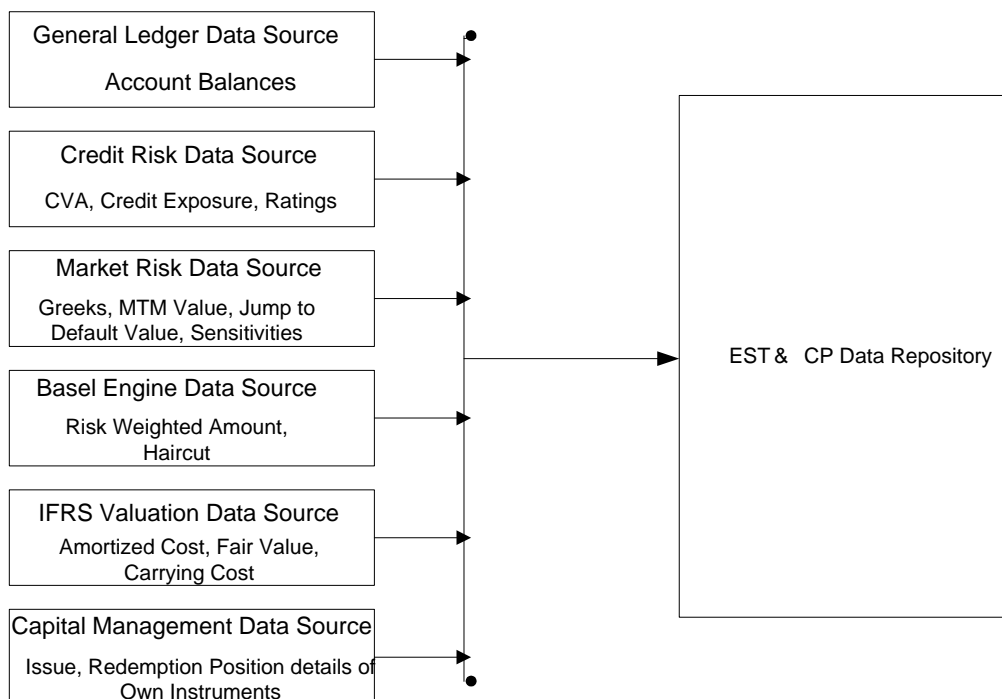 General Ledger Data Source
Account Balances
Credit Risk Data Source
CVA, Credit Exposure, Ratings
Market Risk Data Source
Greeks, MTM Value, Jump to
Default Value, Sensitivities
Basel Engine Data Source
Risk Weighted Amount,
Haircut
IFRS Valuation Data Source
Amortized Cost, Fair Value,
Carrying Cost
Capital Management Data Source
Issue, Redemption Position details of
Own Instruments
EST & CP Data Repository